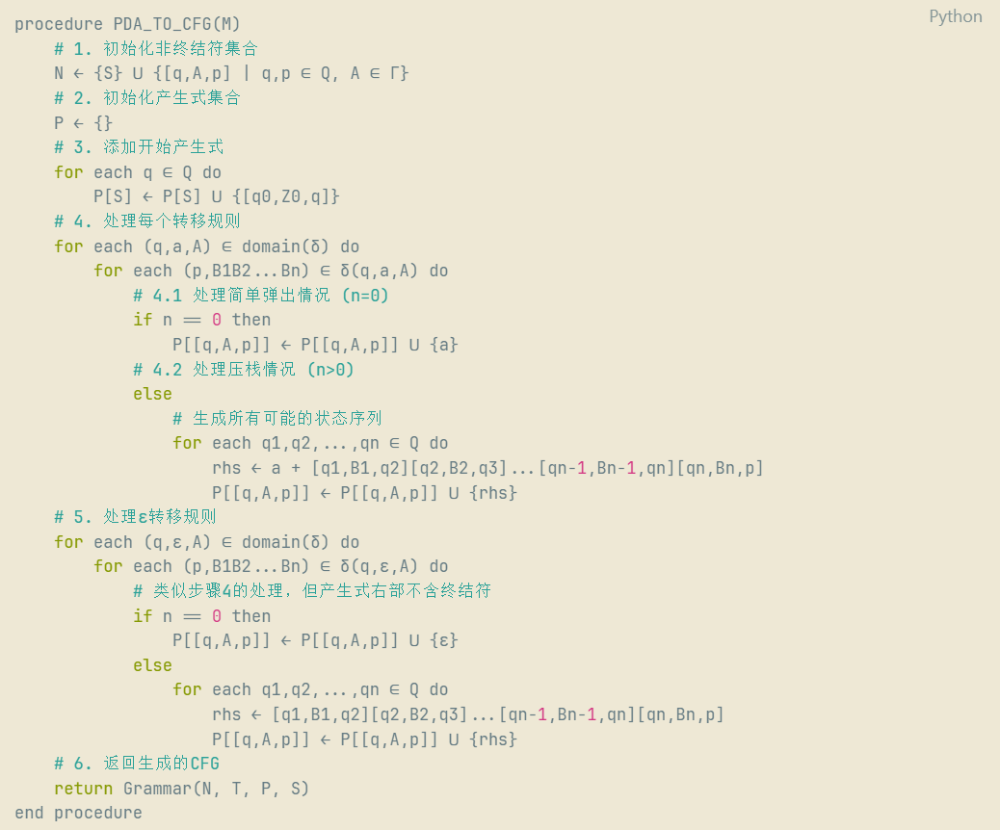 Python
procedure PDA_TO_CFG(M)
    # 1. 初始化非终结符集合
    N ← {S} ∪ {[q,A,p] | q,p ∈ Q, A ∈ Γ}
    # 2. 初始化产生式集合
    P ← {}
    # 3. 添加开始产生式
    for each q ∈ Q do
        P[S] ← P[S] ∪ {[q0,Z0,q]}
    # 4. 处理每个转移规则
    for each (q,a,A) ∈ domain(δ) do
        for each (p,B1B2...Bn) ∈ δ(q,a,A) do
            # 4.1 处理简单弹出情况 (n=0)
            if n == 0 then
                P[[q,A,p]] ← P[[q,A,p]] ∪ {a}
            # 4.2 处理压栈情况 (n>0)
            else
                # 生成所有可能的状态序列
                for each q1,q2,...,qn ∈ Q do
                    rhs ← a + [q1,B1,q2][q2,B2,q3]...[qn-1,Bn-1,qn][qn,Bn,p]
                    P[[q,A,p]] ← P[[q,A,p]] ∪ {rhs}
    # 5. 处理ε转移规则
    for each (q,ε,A) ∈ domain(δ) do
        for each (p,B1B2...Bn) ∈ δ(q,ε,A) do
            # 类似步骤4的处理，但产生式右部不含终结符
            if n == 0 then
                P[[q,A,p]] ← P[[q,A,p]] ∪ {ε}
            else
                for each q1,q2,...,qn ∈ Q do
                    rhs ← [q1,B1,q2][q2,B2,q3]...[qn-1,Bn-1,qn][qn,Bn,p]
                    P[[q,A,p]] ← P[[q,A,p]] ∪ {rhs}
    # 6. 返回生成的CFG
    return Grammar(N, T, P, S)
end procedure